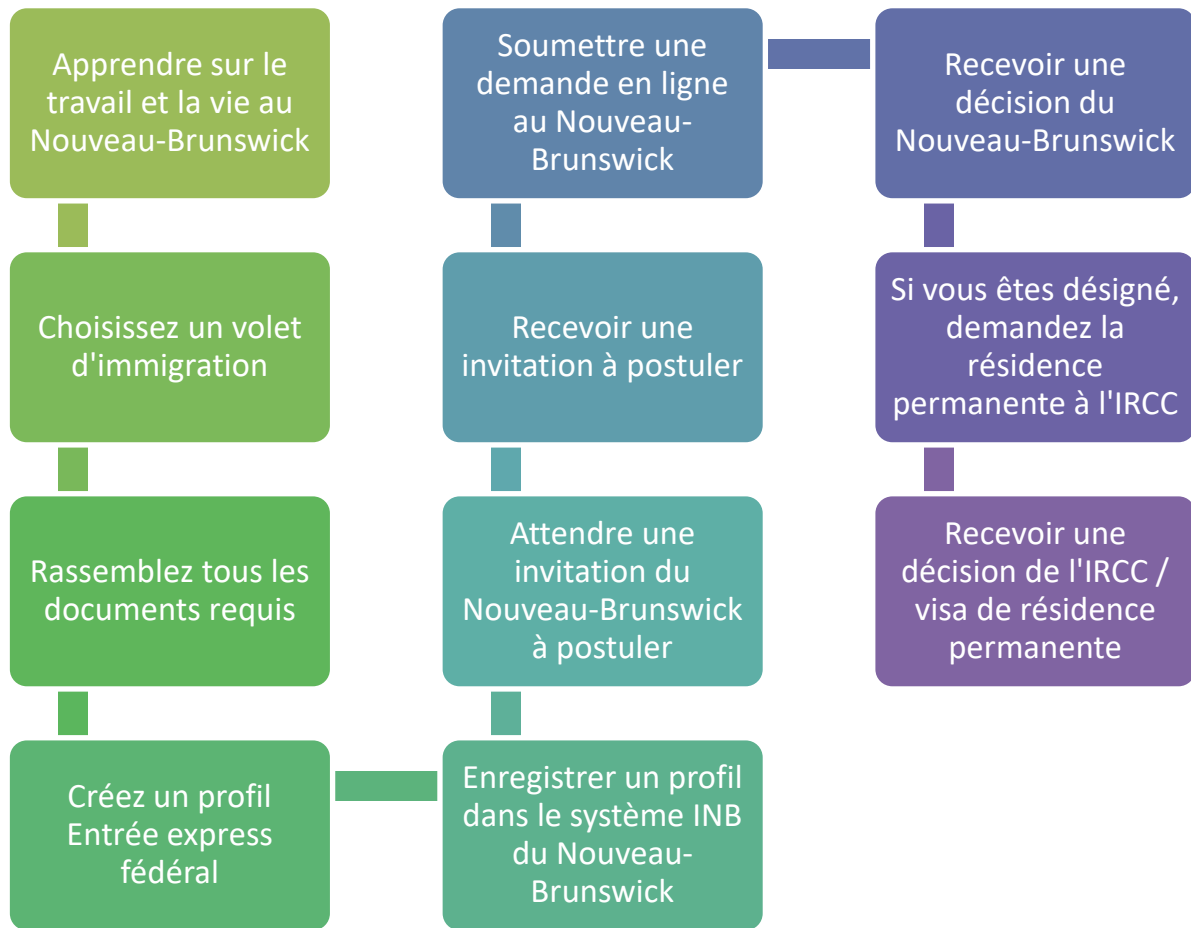 Apprendre sur le
travail et la vie au
Nouveau-Brunswick
Choisissez un volet
d'immigration
Rassemblez tous les
documents requis
Créez un profil
Entrée express
fédéral
Enregistrer un profil
dans le système INB
du Nouveau-
Brunswick
Attendre une
invitation du
Nouveau-Brunswick
à postuler
Recevoir une
invitation à postuler
Soumettre une
demande en ligne
au Nouveau-
Brunswick
Recevoir une
décision du
Nouveau-Brunswick
Si vous êtes désigné,
demandez la
résidence
permanente à l'IRCC
Recevoir une
décision de l'IRCC /
visa de résidence
permanente